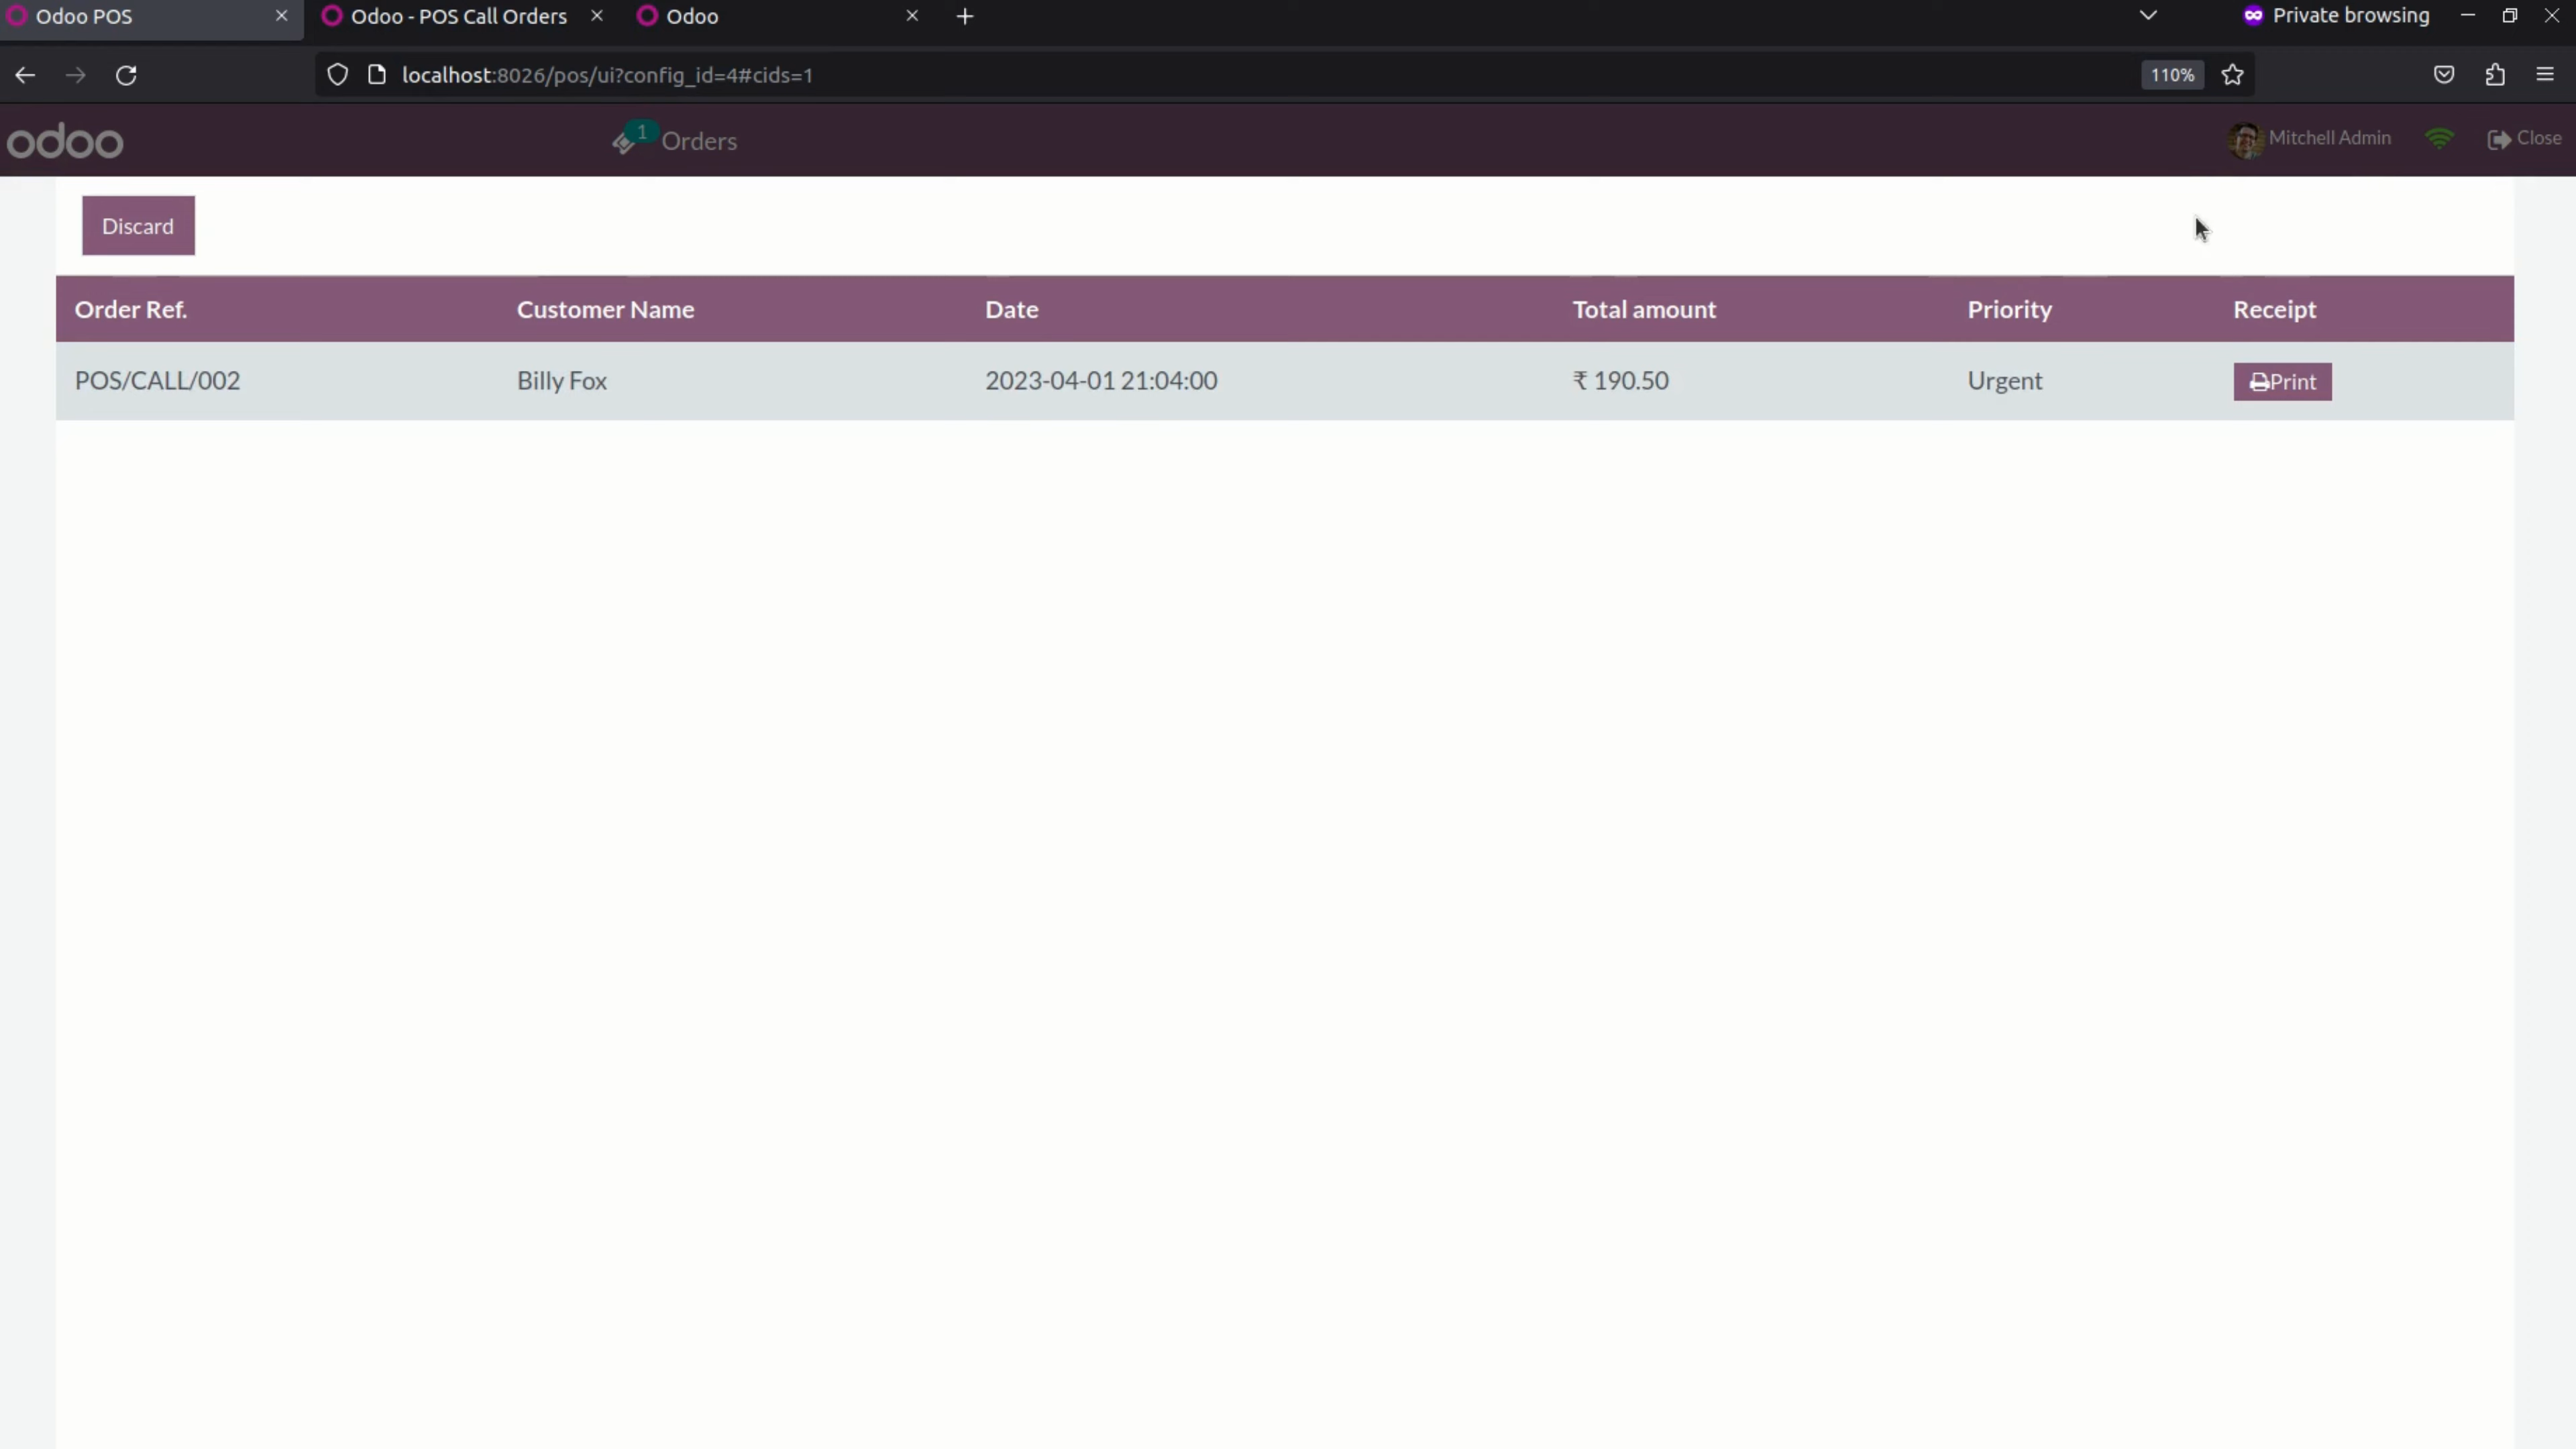 Odoo POS Odoo - POS Call Orders Odoo Private browsing
localhost:8026/pos/ui?config_id=4#cids=1 110%
odoo 1 Orders Mitchell Admin Close
Discard
Order Ref. Customer Name Date Total amount Priority Receipt
POS/CALL/002 Billy Fox 2023-04-01 21:04:00 ₹ 190.50 Urgent Print